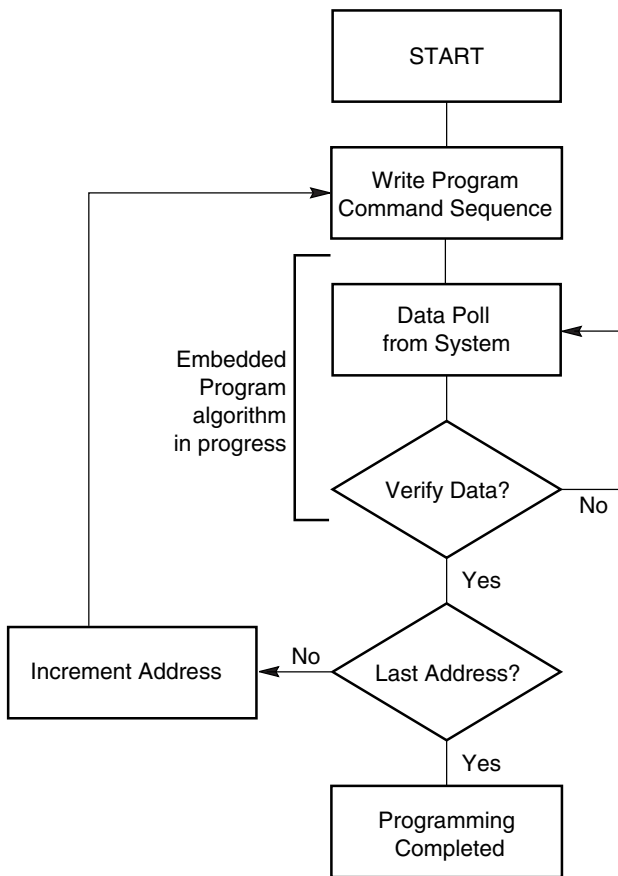 START
Write Program
Command Sequence
Data Poll
from System
Embedded
Program
algorithm
in progress
Verify Data?
No
Yes
Increment Address
No
Last Address?
Yes
Programming
Completed